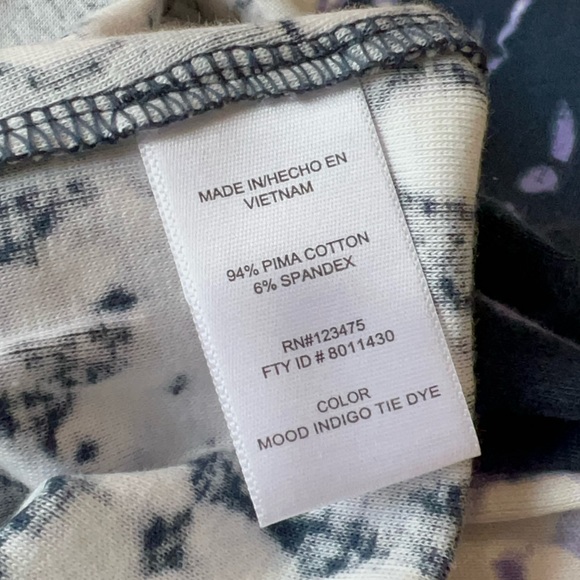 MADE IN/HECHO EN
VIETNAM
94% PIMA COTTON
6% SPANDEX
RN#123475
FTY ID # 8011430
COLOR
MOOD INDIGO TIE DYE